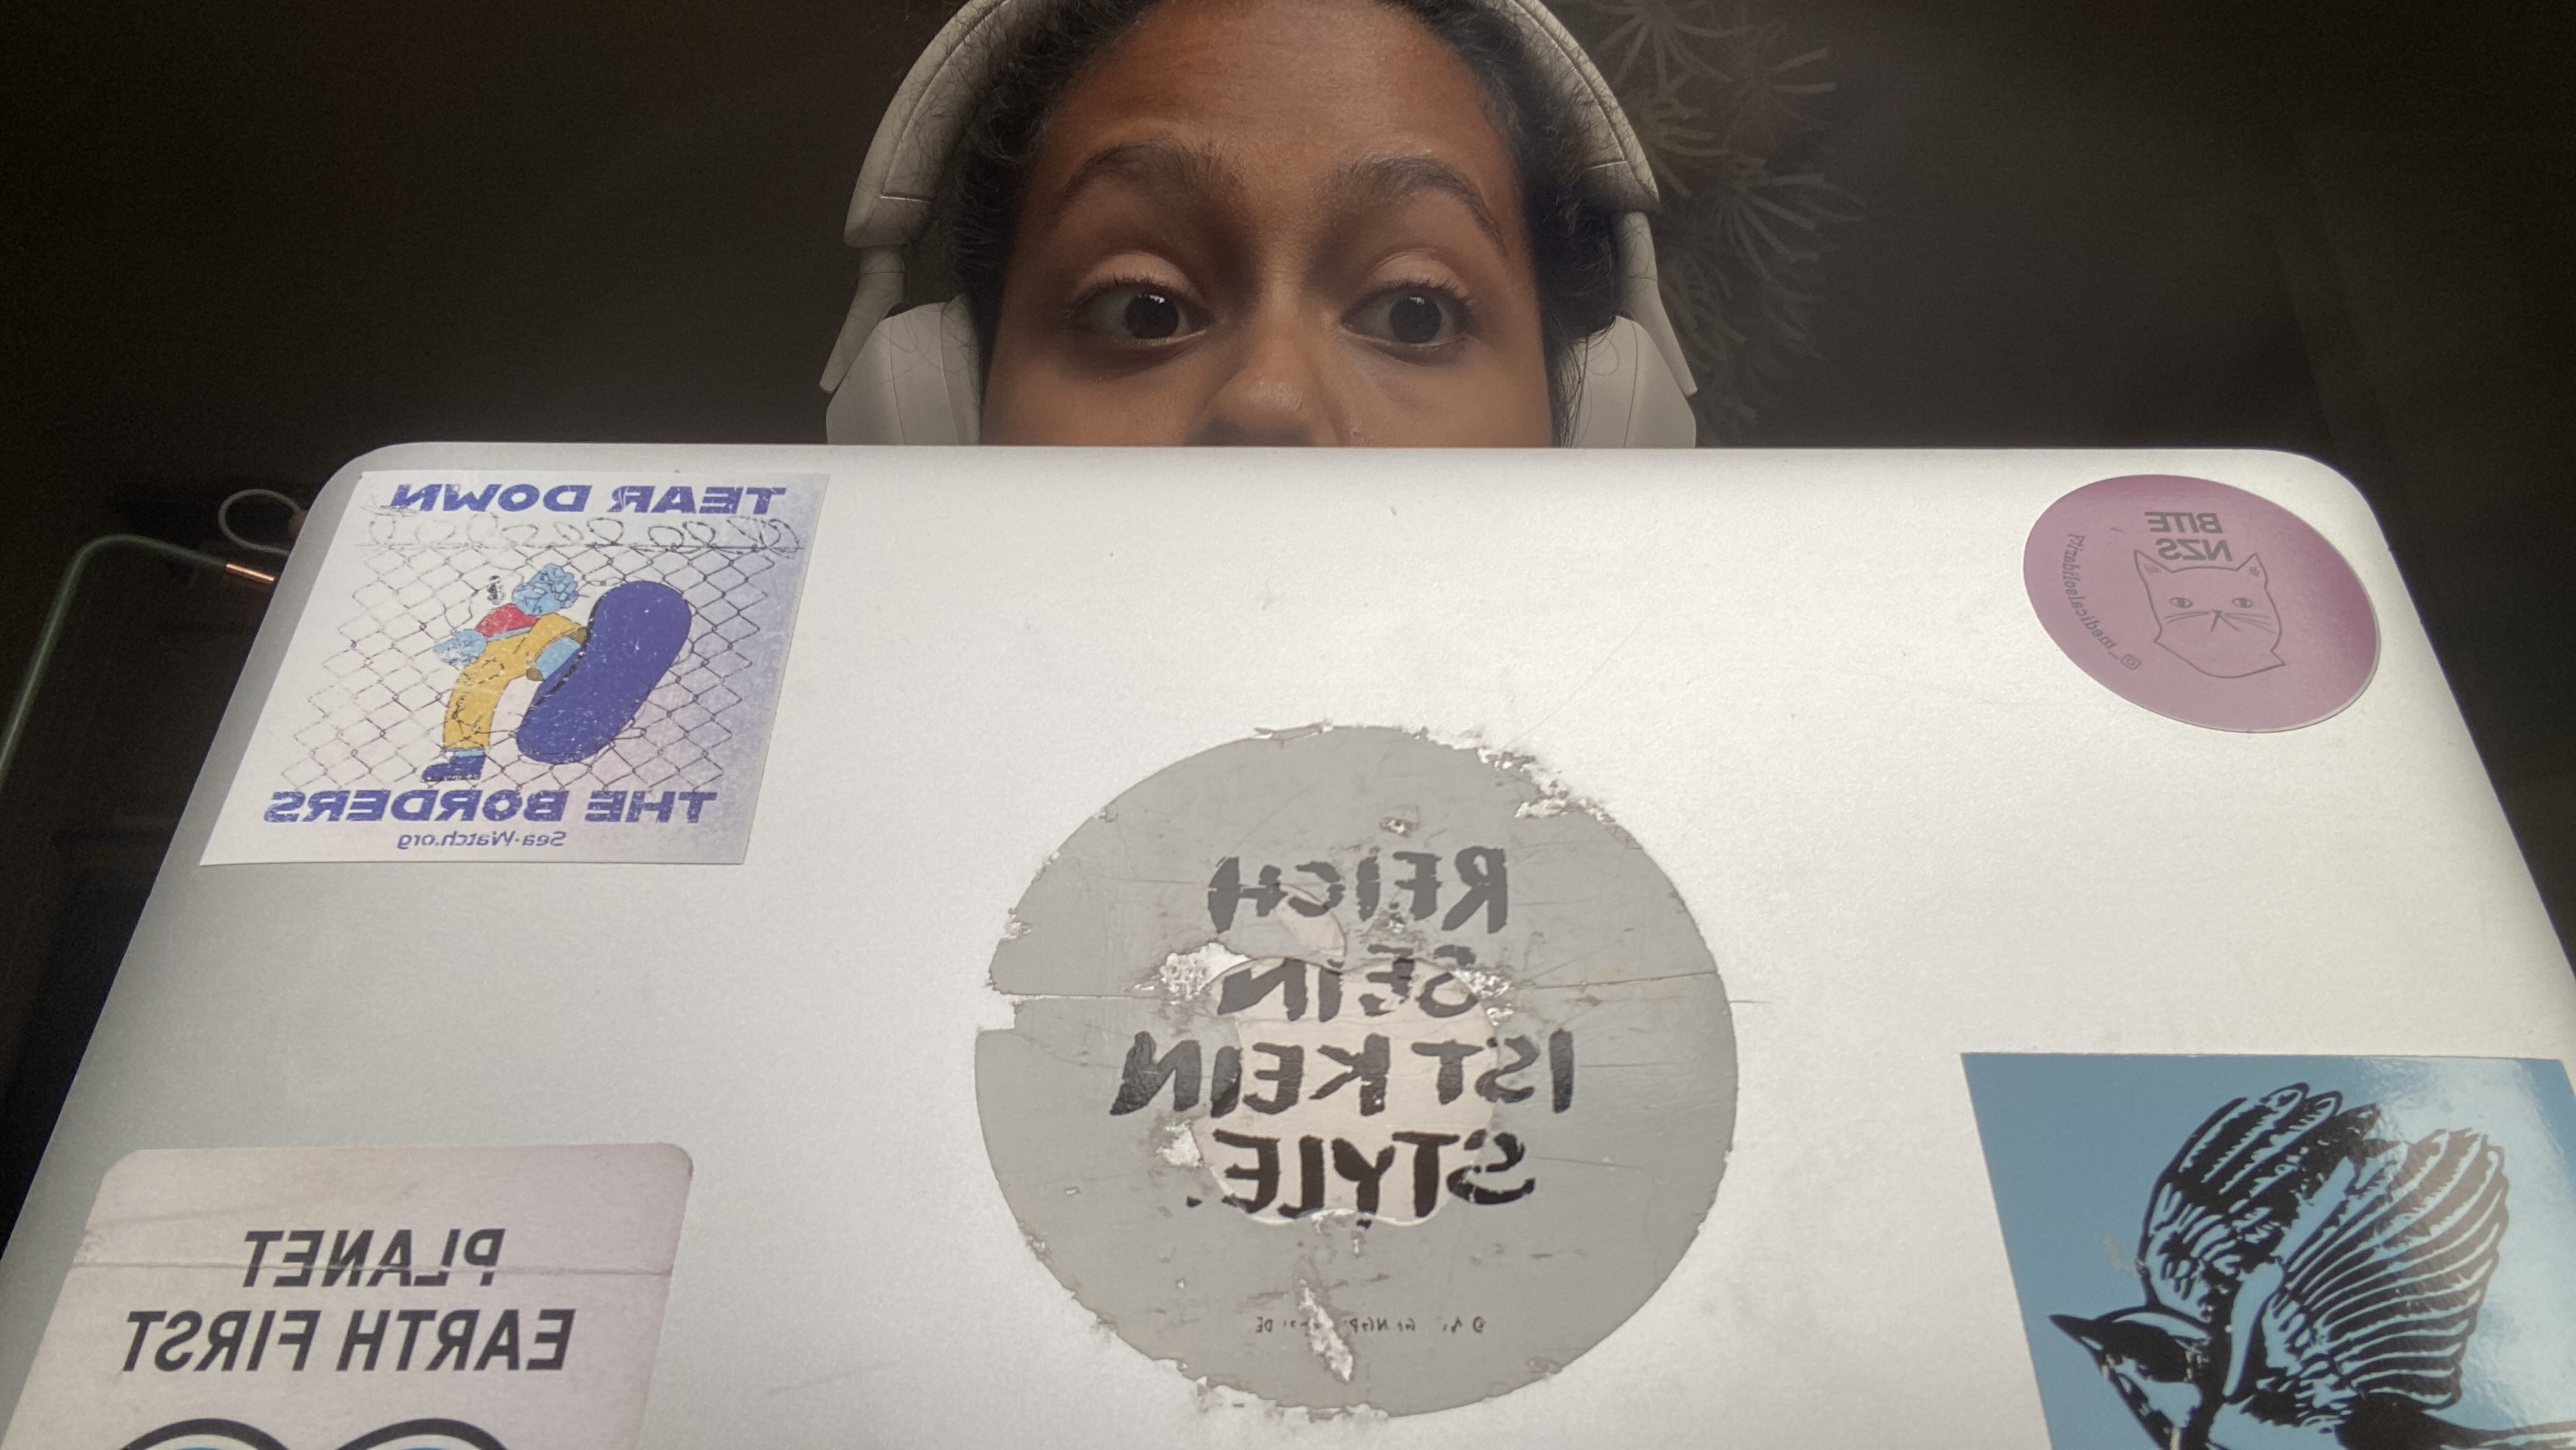 TEAR DOWN
THE BORDERS
Sea-Watch.org
BITE
NZS
REICH
SEIN
IST KEIN
STYLE.
PLANET
EARTH FIRST